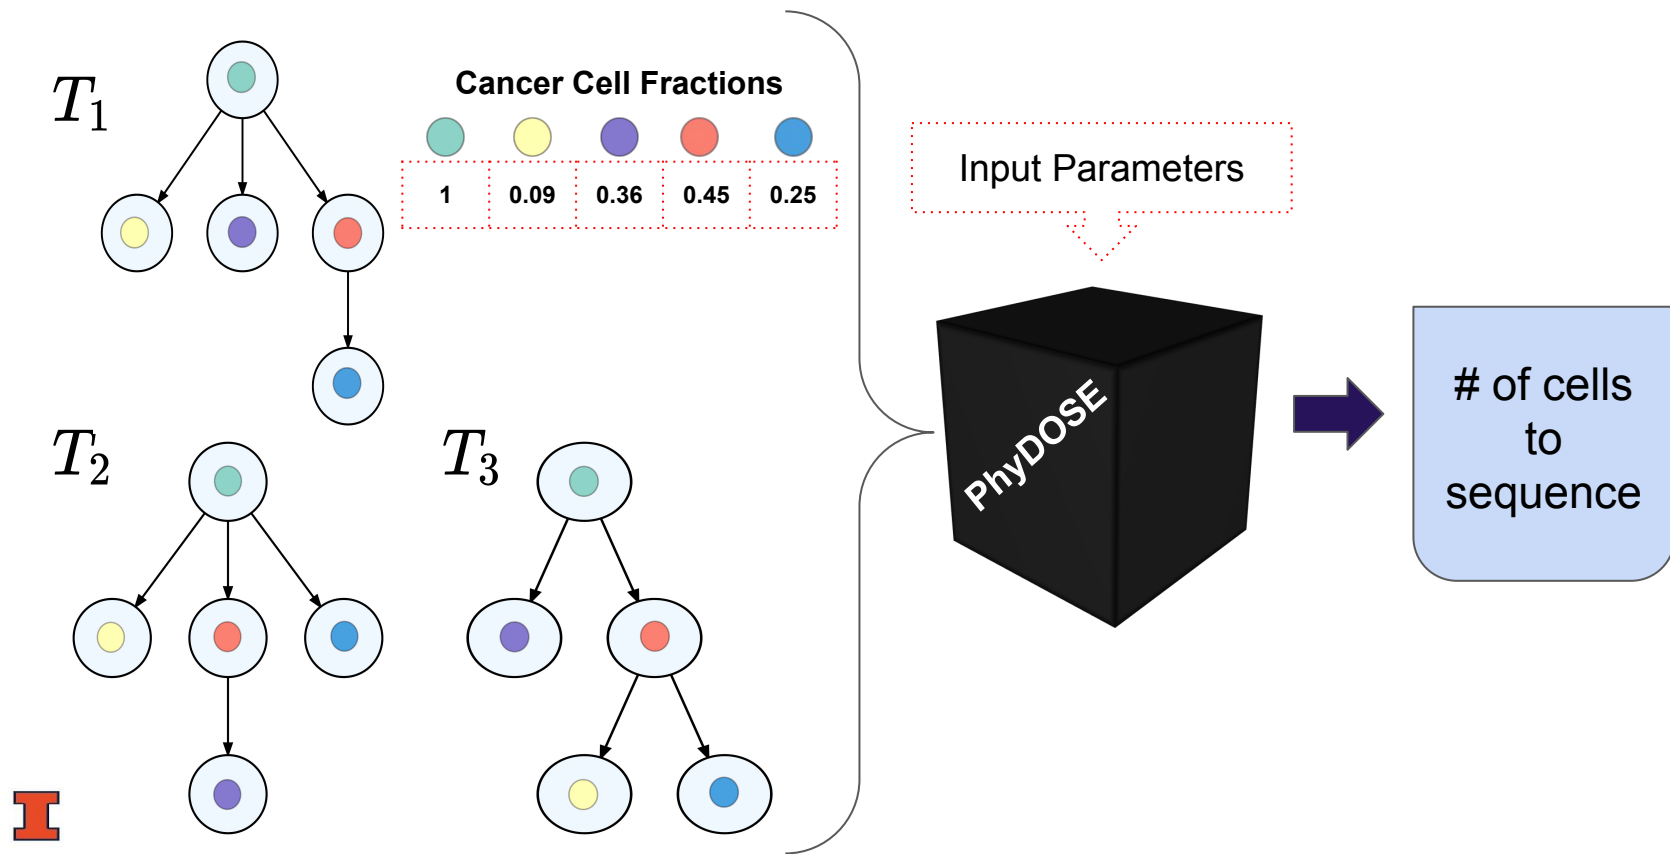 T1
Cancer Cell Fractions
1 0.09 0.36 0.45 0.25
Input Parameters
T2
T3
PhyDOSE
# of cells
to
sequence
I